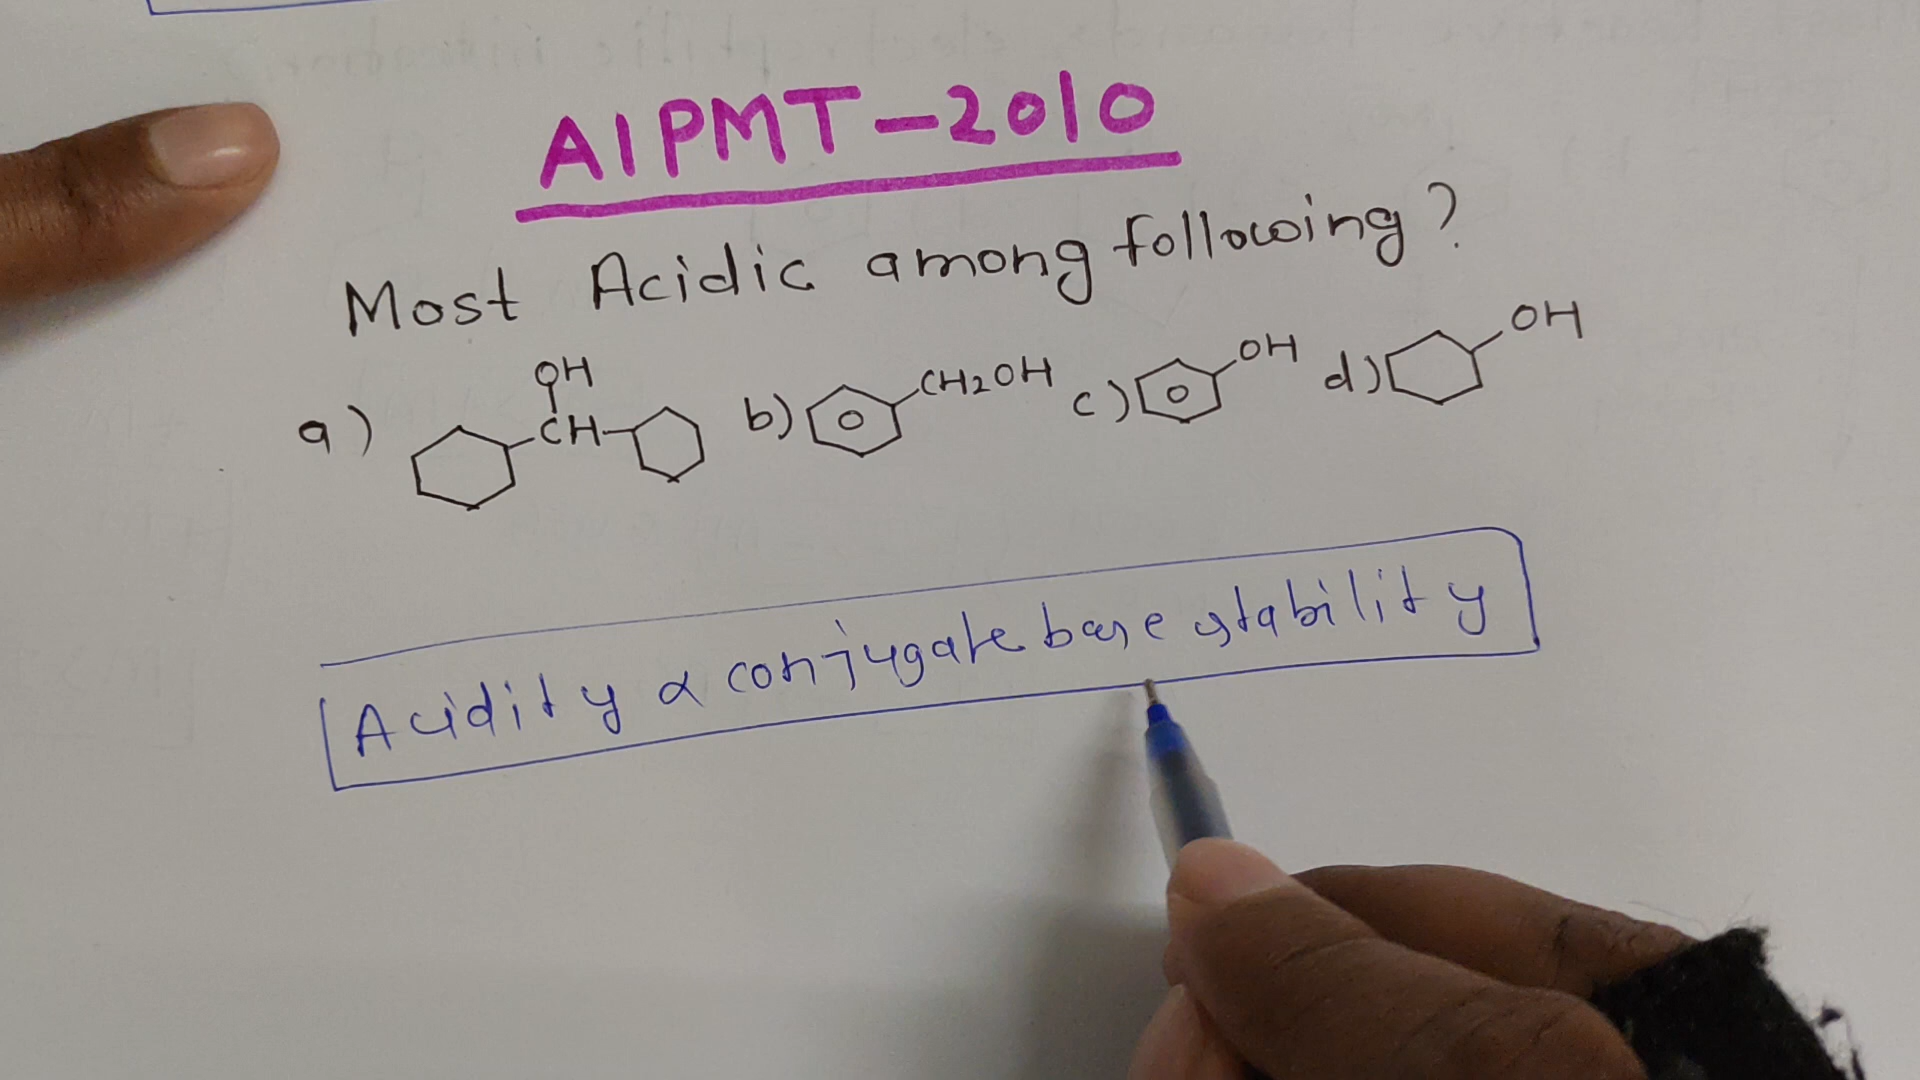 AIPMT-2010
Most Acidic among following?
a) OH CH b) CH2OH c) OH d) OH
Acidity α conjugate base stability